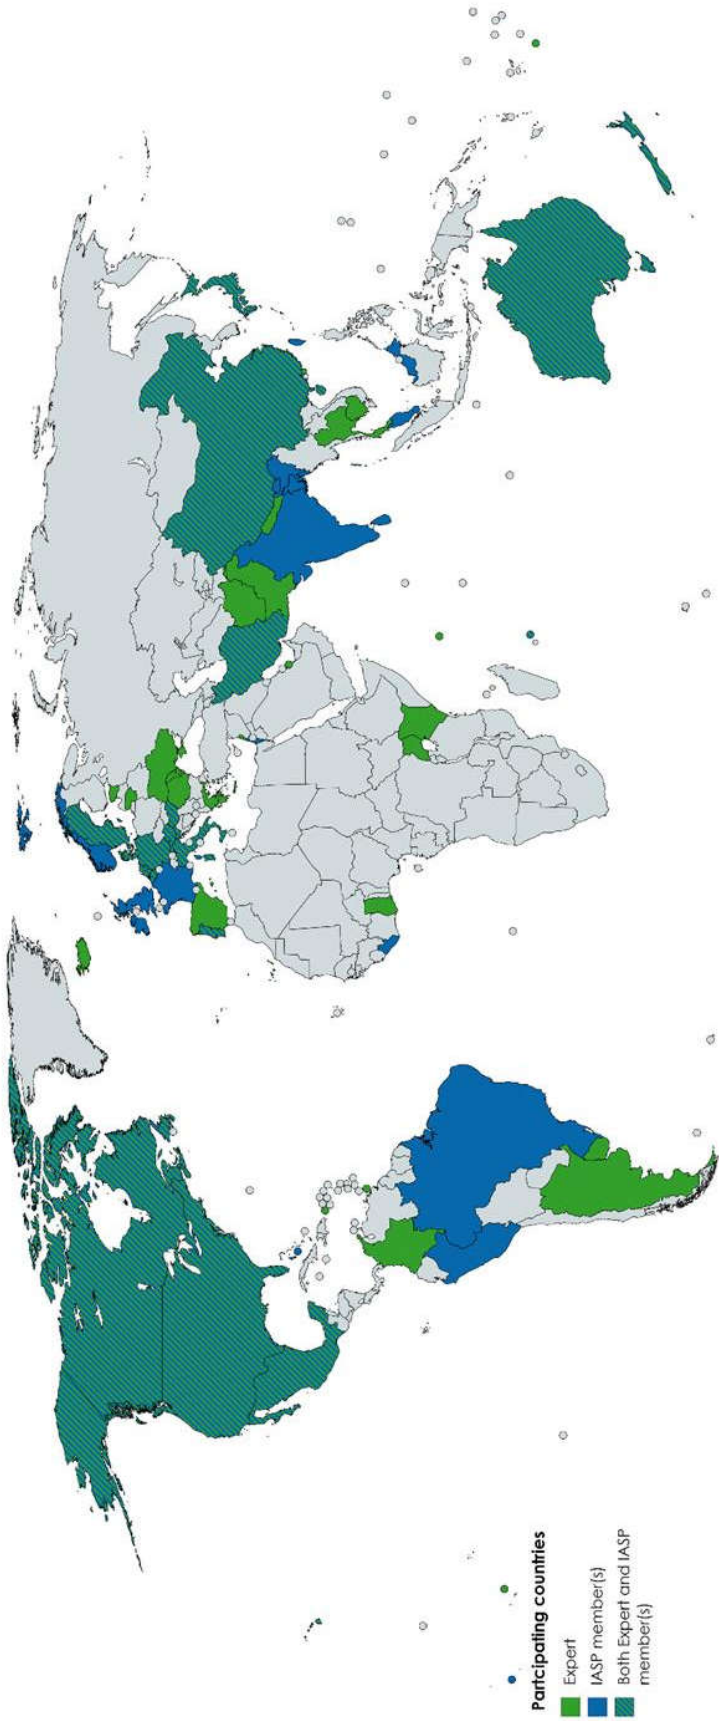 Partcipating countries
Expert
IASP member(s)
Both Expert and IASP
member(s)